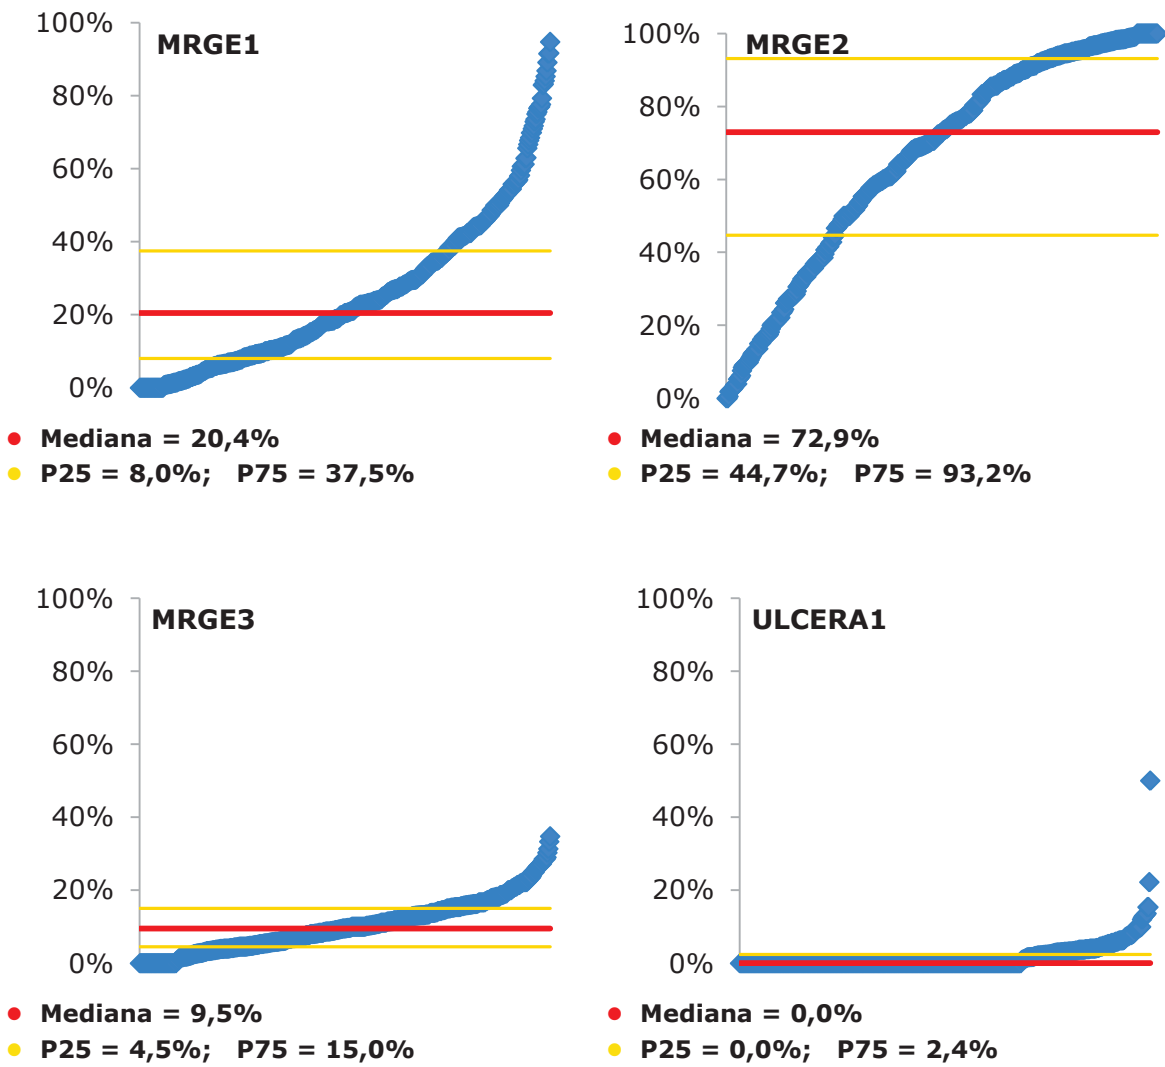 MRGE1
100%
80%
60%
40%
20%
0%
• Mediana = 20,4%
• P25 = 8,0%; P75 = 37,5%
MRGE2
100%
80%
60%
40%
20%
0%
• Mediana = 72,9%
• P25 = 44,7%; P75 = 93,2%
MRGE3
100%
80%
60%
40%
20%
0%
• Mediana = 9,5%
• P25 = 4,5%; P75 = 15,0%
ULCERA1
100%
80%
60%
40%
20%
0%
• Mediana = 0,0%
• P25 = 0,0%; P75 = 2,4%